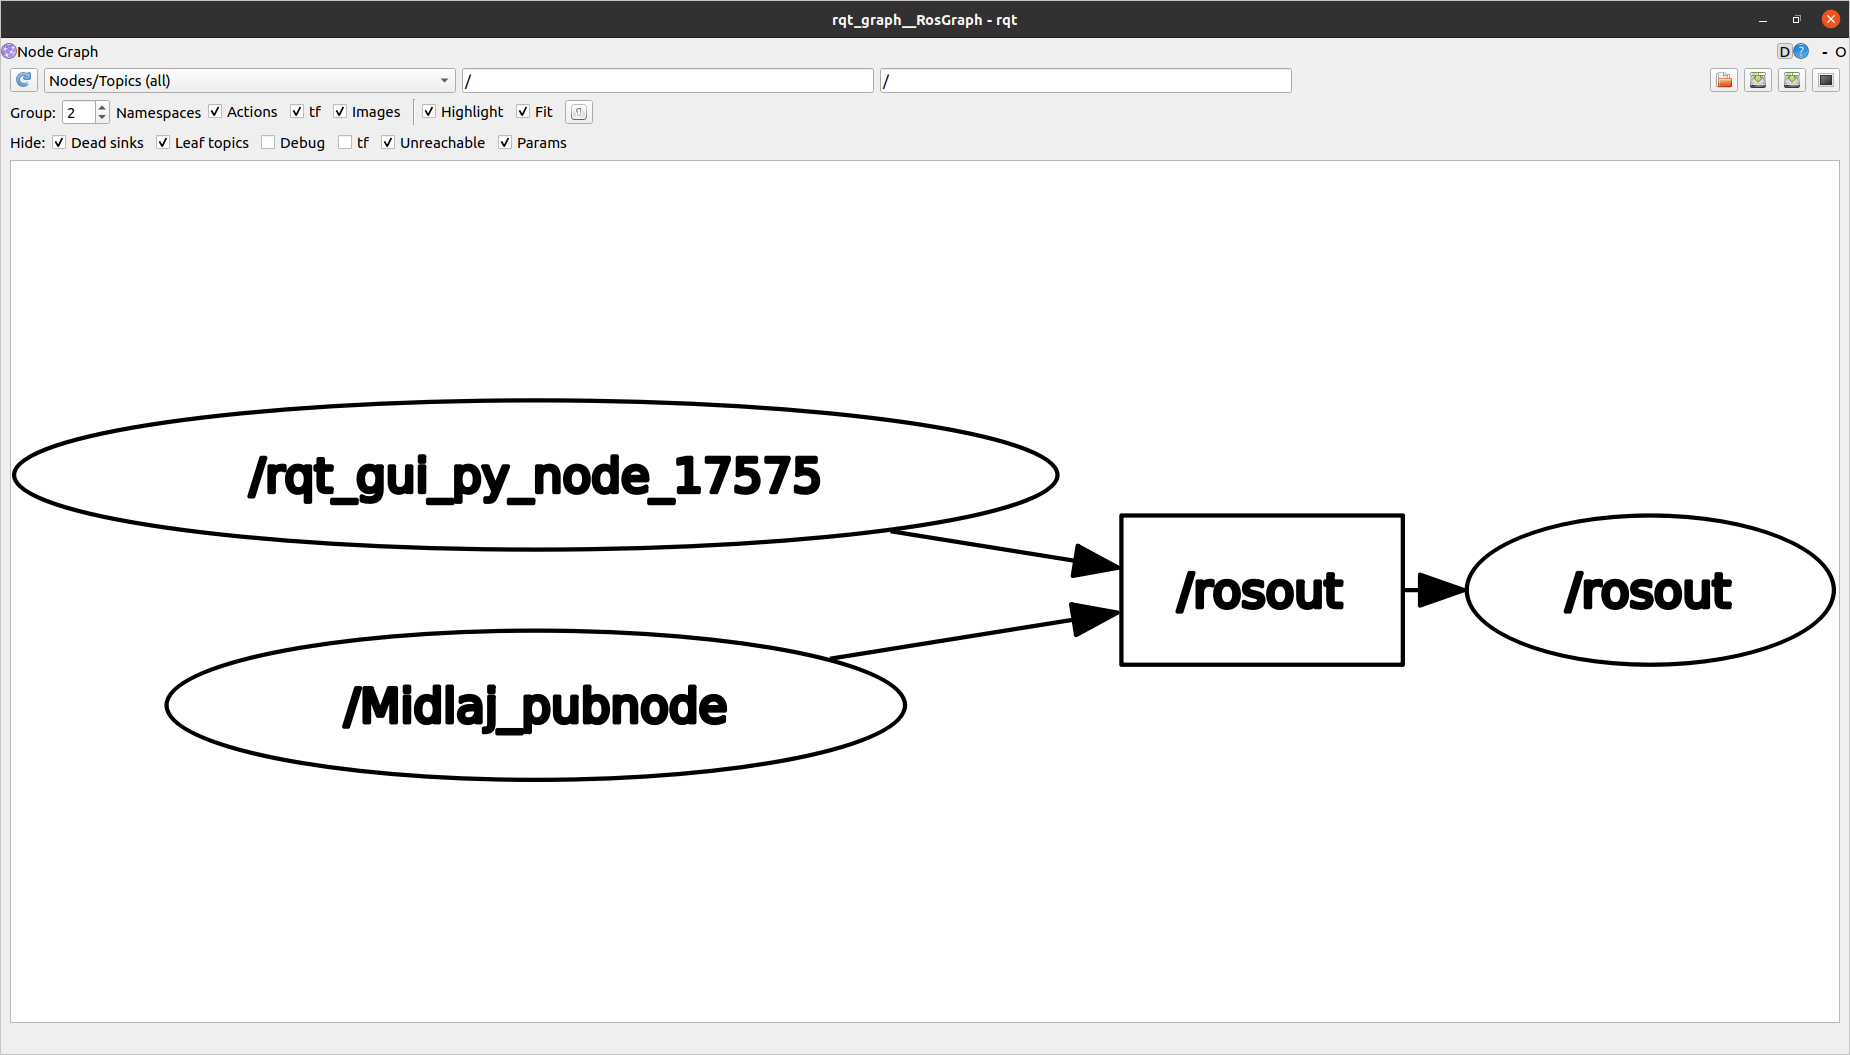 rqt_graph__RosGraph - rqt
Node Graph D ? - O
Nodes/Topics (all) / /
Group: 2 Namespaces Actions tf Images Highlight Fit
Hide: Dead sinks Leaf topics Debug tf Unreachable Params
/rqt_gui_py_node_17575
/rosout
/rosout
/Midlaj_pubnode